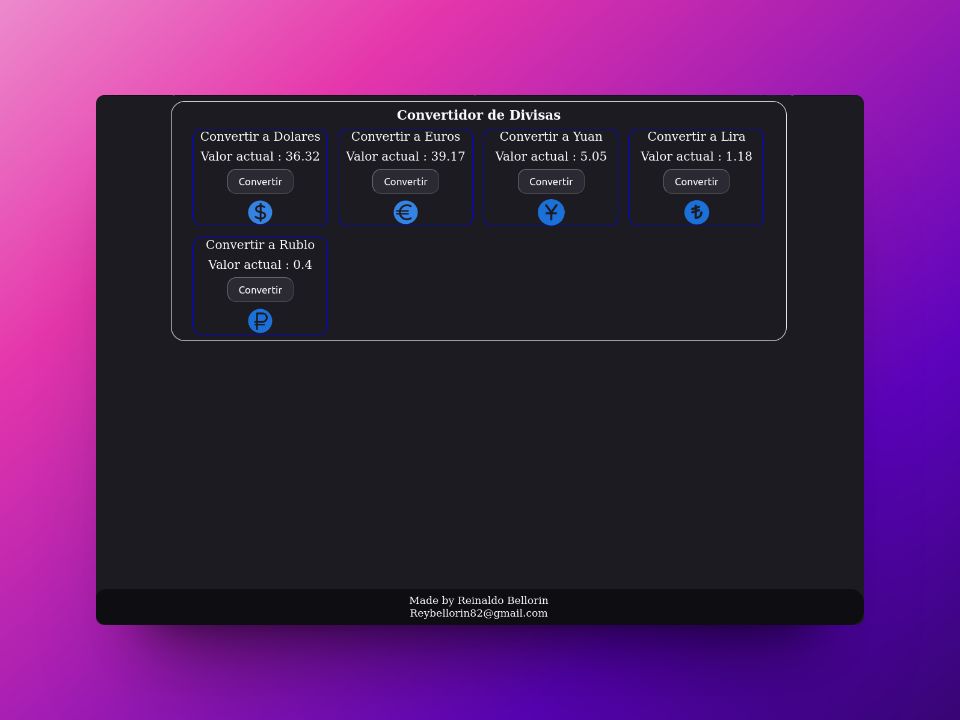 Convertidor de Divisas
Convertir a Dolares
Valor actual : 36.32
Convertir
$
Convertir a Euros
Valor actual : 39.17
Convertir
€
Convertir a Yuan
Valor actual : 5.05
Convertir
¥
Convertir a Lira
Valor actual : 1.18
Convertir
₺
Convertir a Rublo
Valor actual : 0.4
Convertir
₽
Made by Reinaldo Bellorin
Reybellorin82@gmail.com